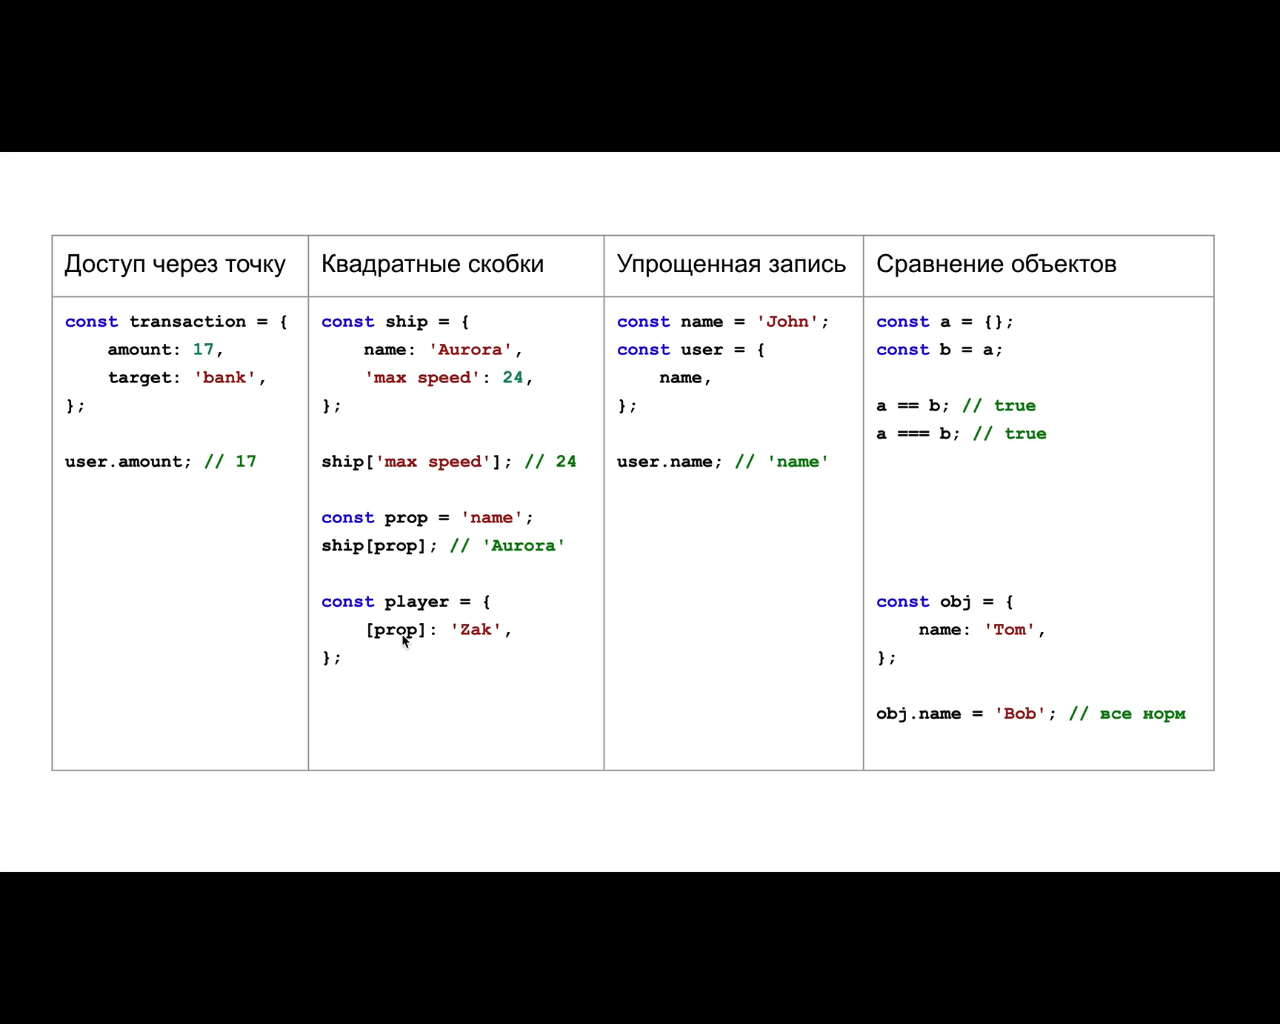 Доступ через точку
const transaction = {
    amount: 17,
    target: 'bank',
};

user.amount; // 17
Квадратные скобки
const ship = {
    name: 'Aurora',
    'max speed': 24,
};

ship['max speed']; // 24

const prop = 'name';
ship[prop]; // 'Aurora'

const player = {
    [prop]: 'Zak',
};
Упрощенная запись
const name = 'John';
const user = {
    name,
};

user.name; // 'name'
Сравнение объектов
const a = {};
const b = a;

a == b; // true
a === b; // true

const obj = {
    name: 'Tom',
};

obj.name = 'Bob'; // все норм